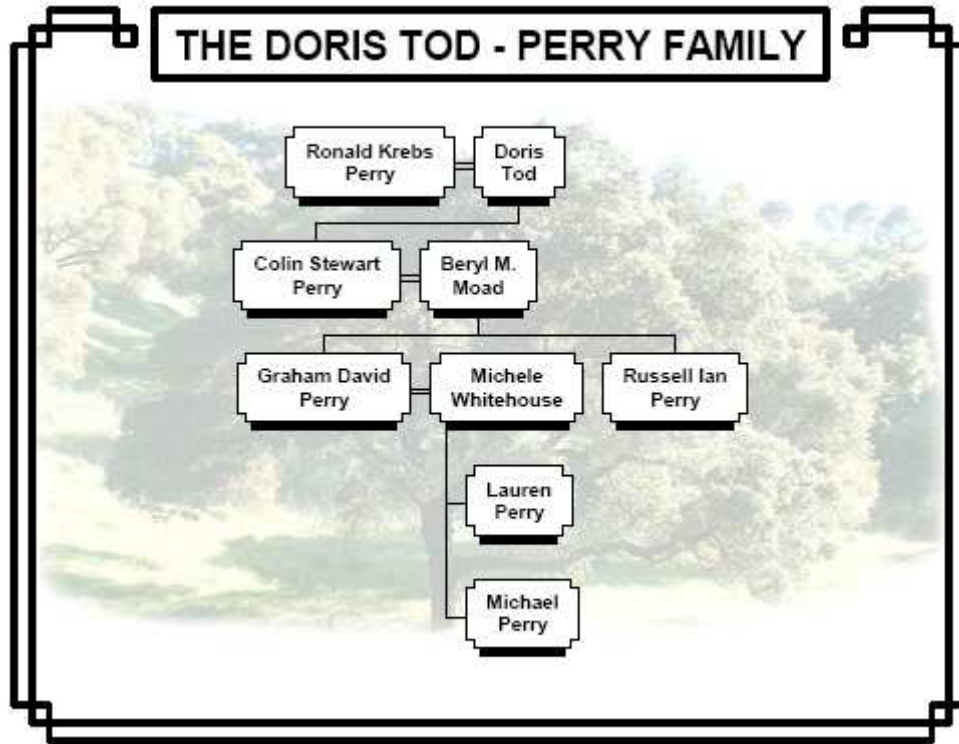 THE DORIS TOD - PERRY FAMILY
Ronald Krebs
Perry
Doris
Tod
Colin Stewart
Perry
Beryl M.
Moad
Graham David
Perry
Michele
Whitehouse
Russell Ian
Perry
Lauren
Perry
Michael
Perry